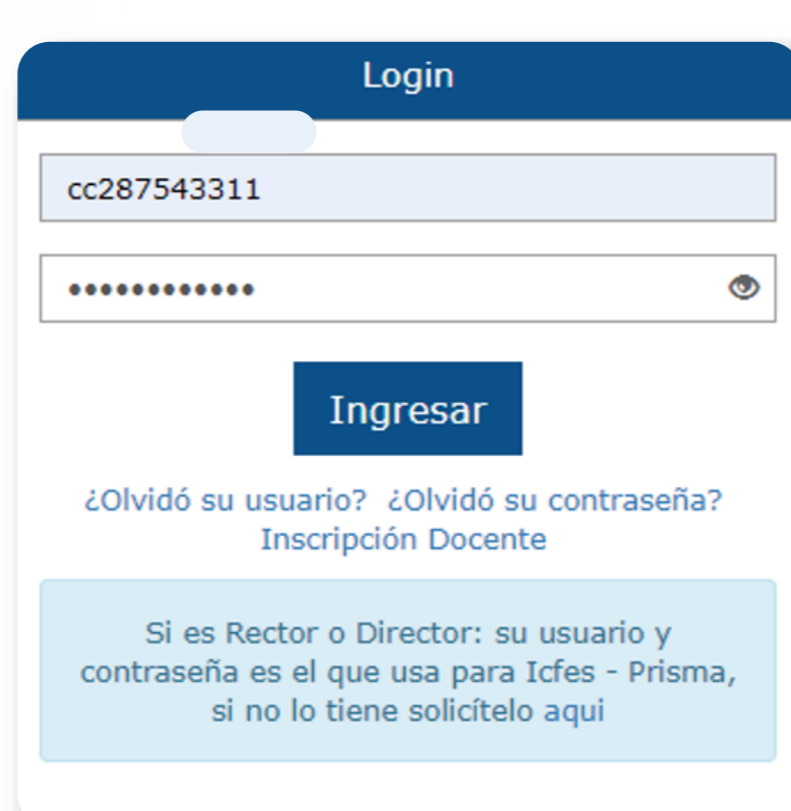 Login
cc287543311
••••••••••••
Ingresar
¿Olvidó su usuario? ¿Olvidó su contraseña?
Inscripción Docente
Si es Rector o Director: su usuario y
contraseña es el que usa para Icfes - Prisma,
si no lo tiene solicítelo aqui